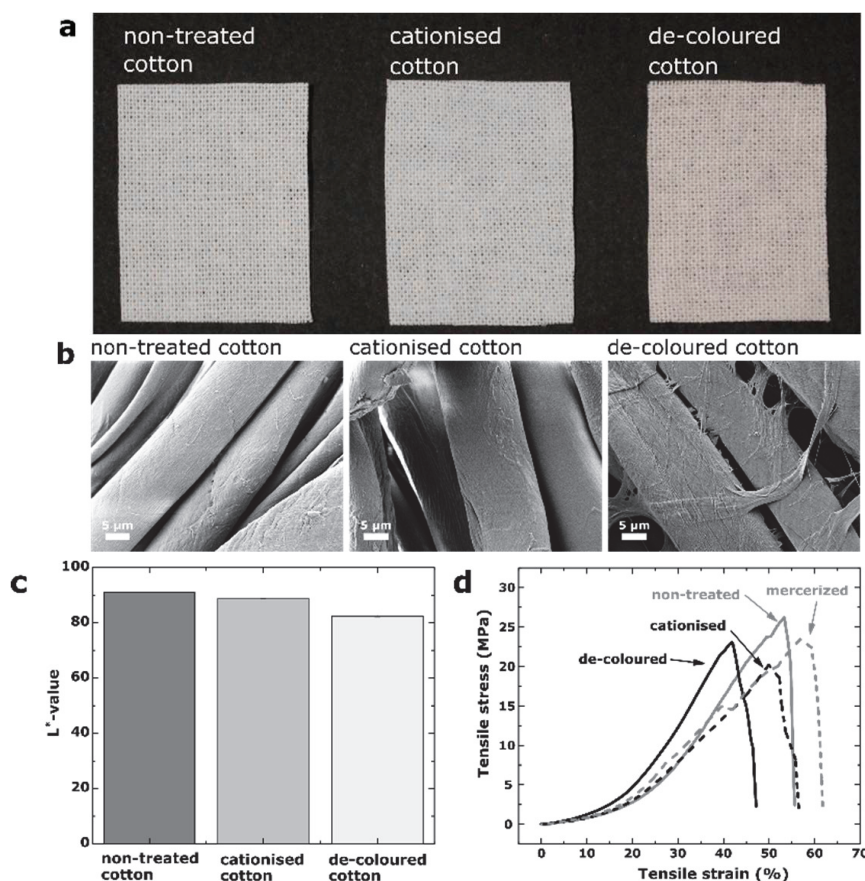 a
non-treated
cotton
cationised
cotton
de-coloured
cotton
b
non-treated cotton
cationised cotton
de-coloured cotton
5 µm
5 µm
5 µm
c
100
80
60
40
20
0
L*-value
non-treated
cotton
cationised
cotton
de-coloured
cotton
d
30
25
20
15
10
5
0
Tensile stress (MPa)
non-treated
mercerized
cationised
de-coloured
0
10
20
30
40
50
60
70
Tensile strain (%)